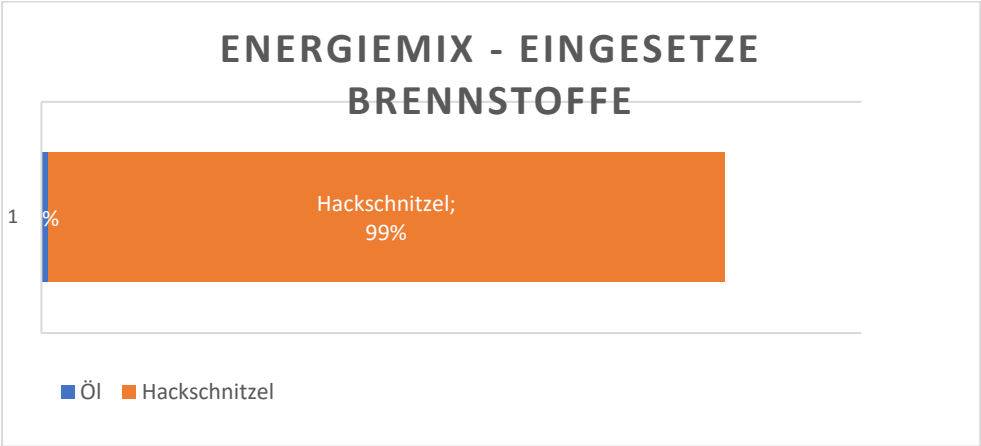 ENERGIEMIX - EINGESETZE
BRENNSTOFFE
Hackschnitzel;
99%
1
%
Öl
Hackschnitzel